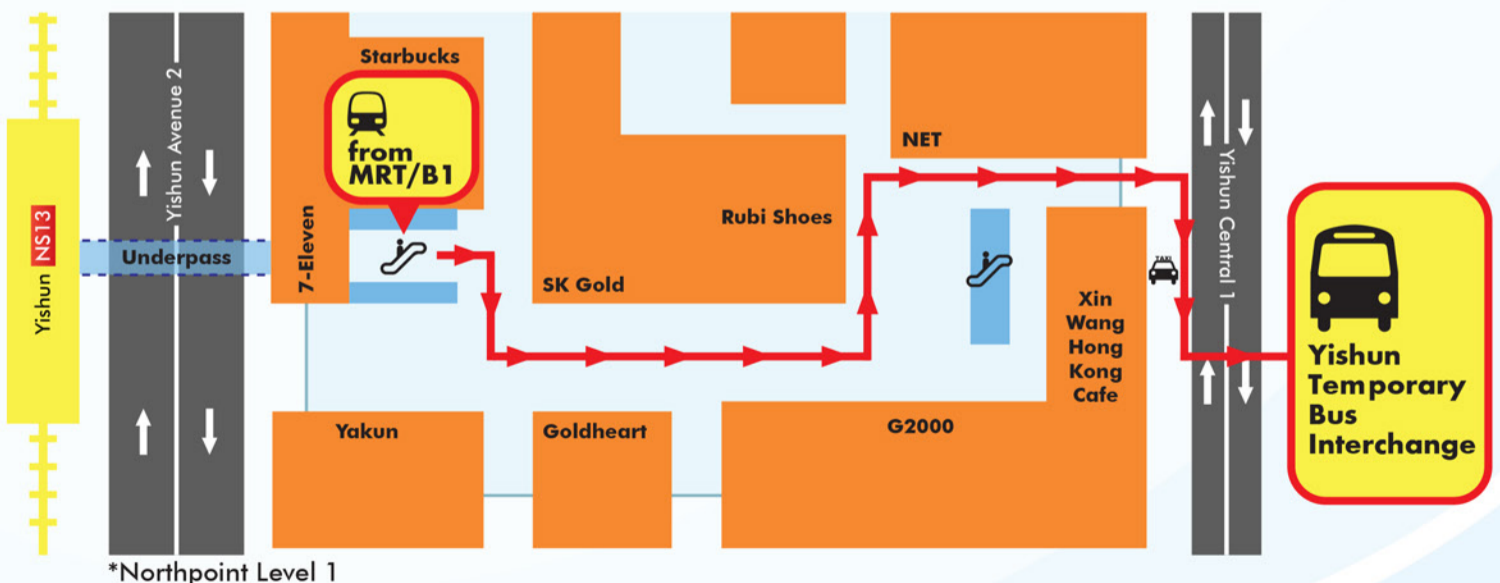 Yishun NS13
Yishun Avenue 2
Underpass
7-Eleven
Starbucks
from
MRT/B1
SK Gold
Rubi Shoes
NET
Yakun
Goldheart
G2000
Xin
Wang
Hong
Kong
Cafe
TAXI
Yishun Central 1
Yishun
Temporary
Bus
Interchange
*Northpoint Level 1